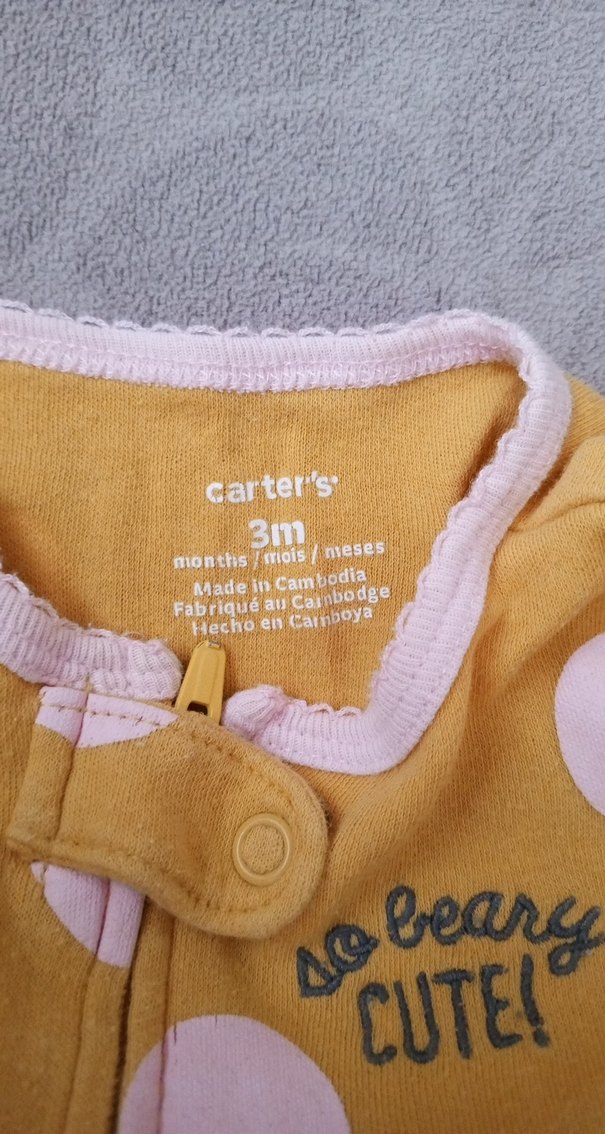 carter's
3m
months / mois / meses
Made in Cambodia
Fabriqué au Cambodge
Hecho en Camboya
so beary
CUTE!